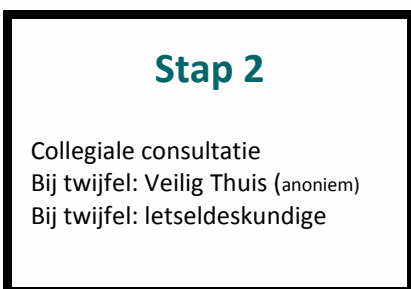 Stap 2
Collegiale consultatie
Bij twijfel: Veilig Thuis (anoniem)
Bij twijfel: letseldeskundige